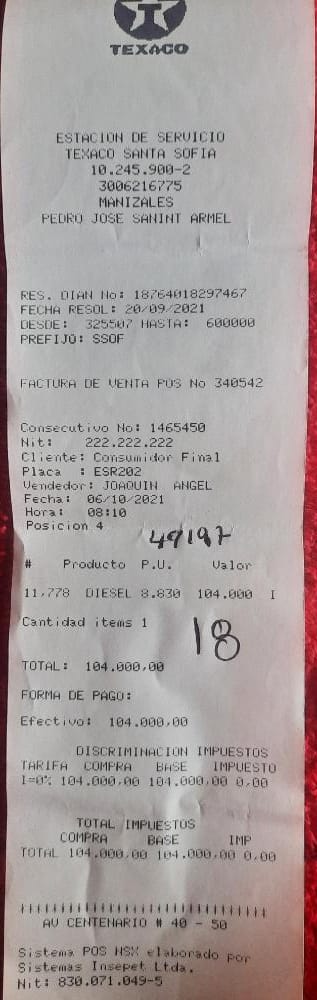 T
TEXACO
ESTACION DE SERVICIO
TEXACO SANTA SOFIA
10.245.900-2
3006216775
MANIZALES
PEDRO JOSE SANINT ARMEL
RES. DIAN No: 18764018297467
FECHA RESOL: 20/09/2021
DESDE: 325507 HASTA: 600000
PREFIJO: SSOF
FACTURA DE VENTA POS No 340542
Consecutivo No: 1465450
Nit: 222.222.222
Cliente: Consumidor Final
Placa : ESR202
Vendedor: JOAQUIN ANGEL
Fecha: 06/10/2021
Hora: 08:10
Posicion 4
# Producto P.U. Valor
11,778 DIESEL 8.830 104.000 I
Cantidad items 1
18
TOTAL: 104.000,00
FORMA DE PAGO:
Efectivo: 104.000,00
DISCRIMINACION IMPUESTOS
TARIFA COMPRA BASE IMPUESTO
I=0% 104.000,00 104.000,00 0,00
TOTAL IMPUESTOS
COMPRA BASE IMP
TOTAL 104.000,00 104.000,00 0,00
AV CENTENARIO # 40 - 50
Sistema POS NSX elaborado por
Sistemas Insepet Ltda.
Nit: 830.071.049-5